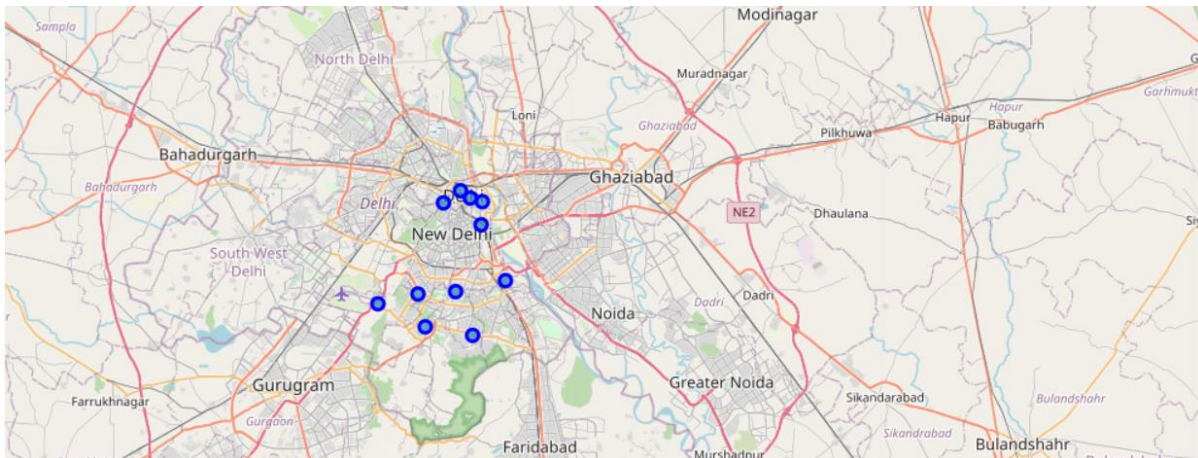 Modinagar
Sampla
North Delhi
Muradnagar
Hapur
Garhmukt
Loni
Ghaziabad
Hapur
Babugarh
Pilkhuwa
Bahadurgarh
Ghaziabad
Bahadurgarh
Delhi
NE2
Dhaulana
New Delhi
South West
Delhi
Siy
Dadri
Dadri
Noida
Gurugram
Greater Noida
Farrukhnagar
Sikandarabad
Bulandshahr
Gurgaon
Sikandrabad
Faridabad
Bulandshahr
Murshadpur